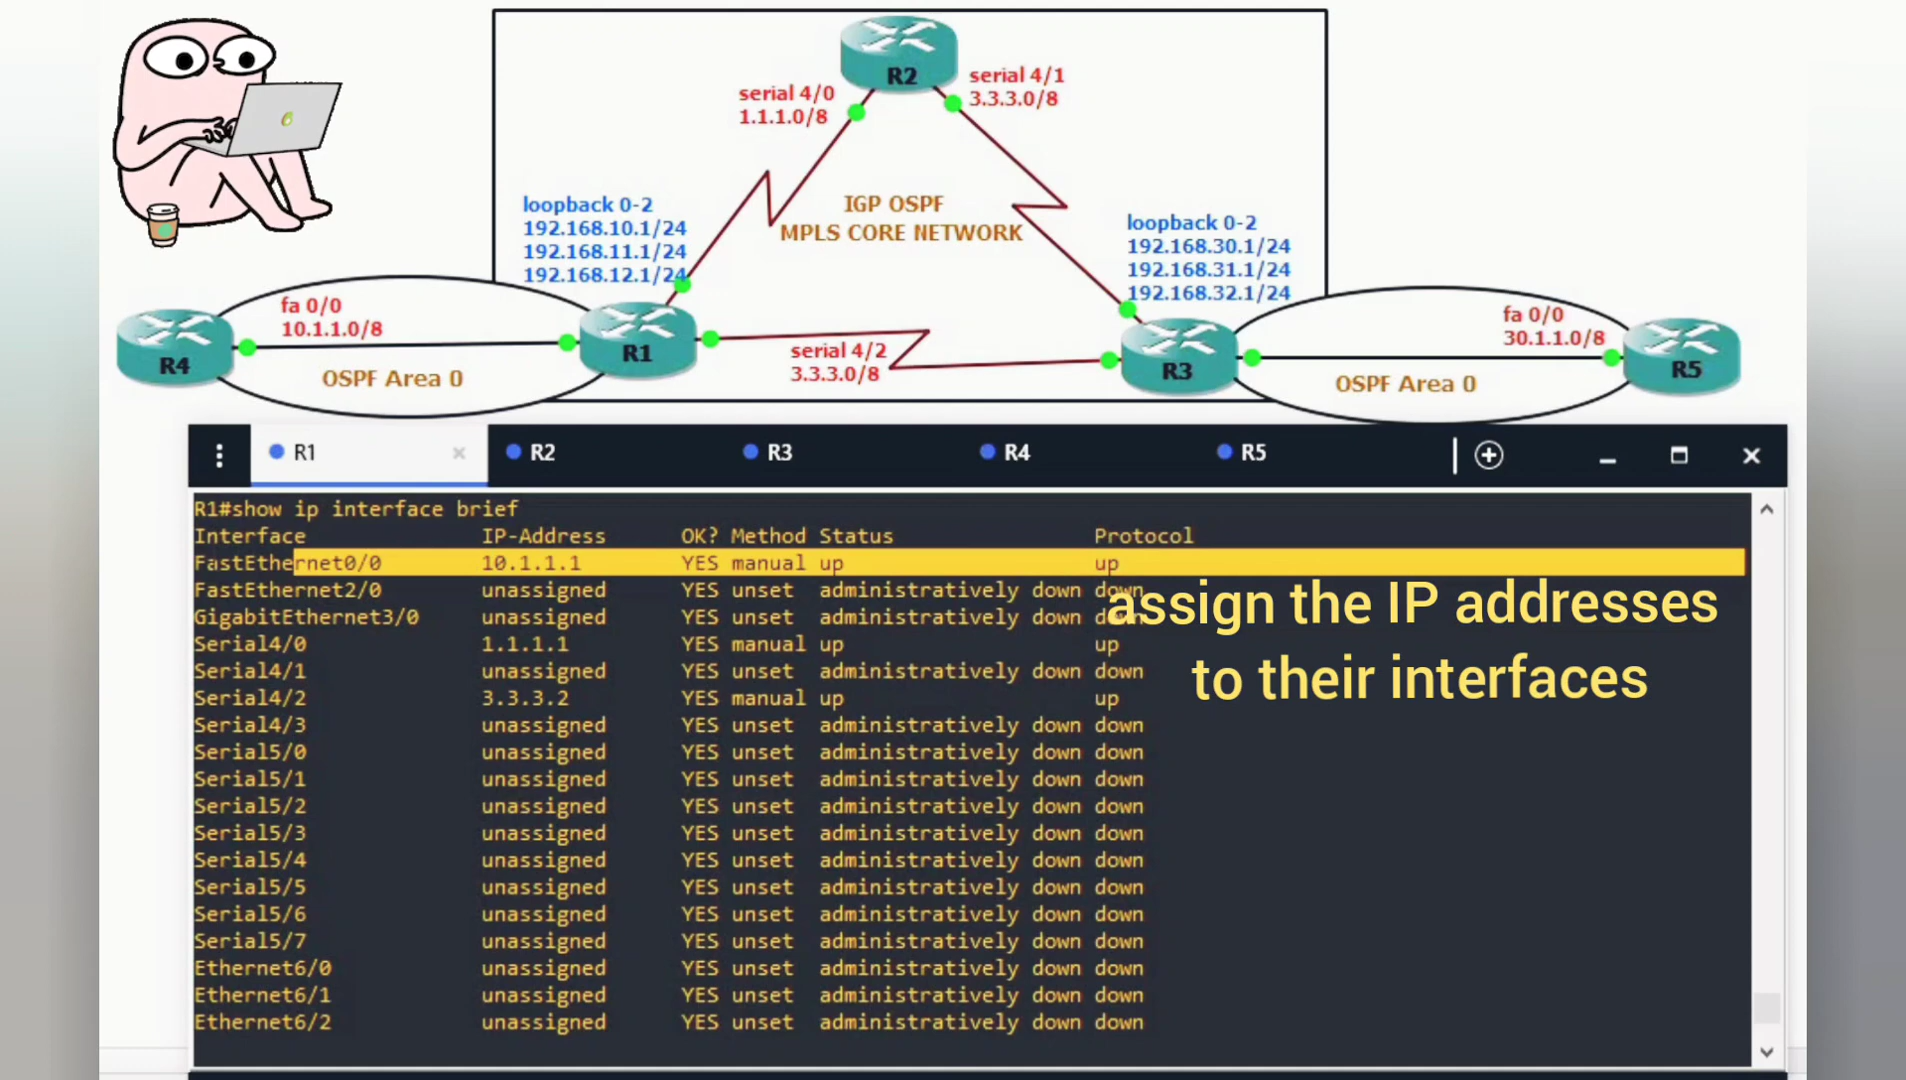 R2
serial 4/1
3.3.3.0/8
serial 4/0
1.1.1.0/8
loopback 0-2
192.168.10.1/24
192.168.11.1/24
192.168.12.1/24
IGP OSPF
MPLS CORE NETWORK
loopback 0-2
192.168.30.1/24
192.168.31.1/24
192.168.32.1/24
fa 0/0
10.1.1.0/8
R4
OSPF Area 0
R1
serial 4/2
3.3.3.0/8
R3
fa 0/0
30.1.1.0/8
OSPF Area 0
R5
R1 R2 R3 R4 R5
R1#show ip interface brief
Interface IP-Address OK? Method Status Protocol
FastEthernet0/0 10.1.1.1 YES manual up up
FastEthernet2/0 unassigned YES unset administratively down down
GigabitEthernet3/0 unassigned YES unset administratively down down
Serial4/0 1.1.1.1 YES manual up up
Serial4/1 unassigned YES unset administratively down down
Serial4/2 3.3.3.2 YES manual up up
Serial4/3 unassigned YES unset administratively down down
Serial5/0 unassigned YES unset administratively down down
Serial5/1 unassigned YES unset administratively down down
Serial5/2 unassigned YES unset administratively down down
Serial5/3 unassigned YES unset administratively down down
Serial5/4 unassigned YES unset administratively down down
Serial5/5 unassigned YES unset administratively down down
Serial5/6 unassigned YES unset administratively down down
Serial5/7 unassigned YES unset administratively down down
Ethernet6/0 unassigned YES unset administratively down down
Ethernet6/1 unassigned YES unset administratively down down
Ethernet6/2 unassigned YES unset administratively down down
assign the IP addresses
to their interfaces